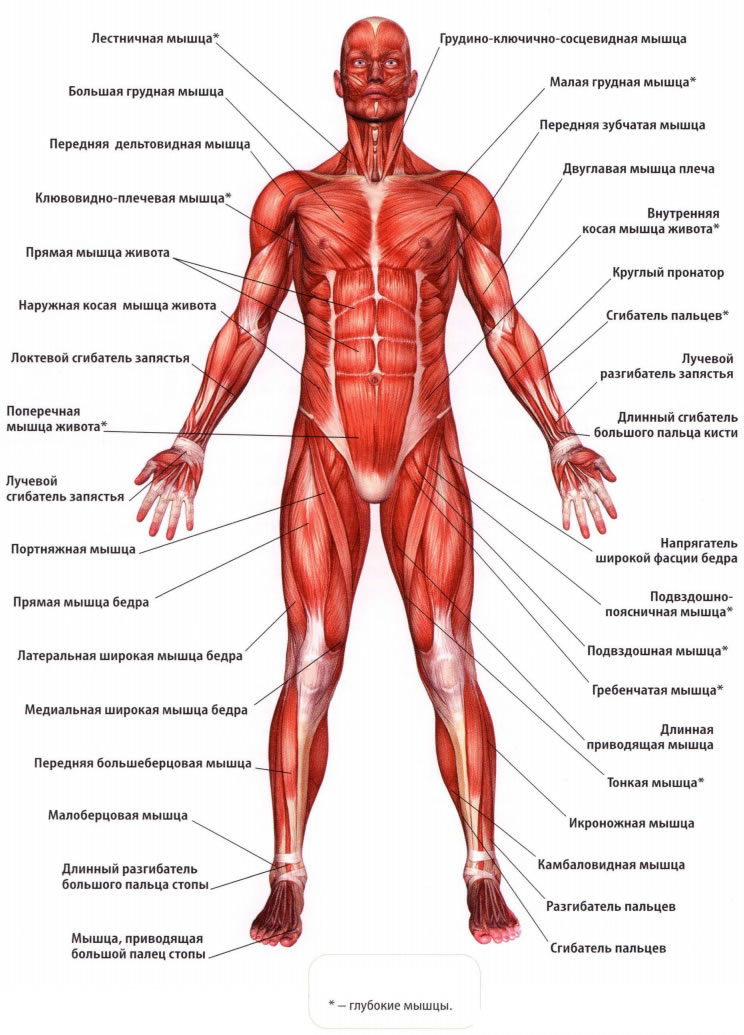 Лестничная мышца*
Большая грудная мышца
Передняя дельтовидная мышца
Клювовидно-плечевая мышца*
Прямая мышца живота
Наружная косая мышца живота
Локтевой сгибатель запястья
Поперечная
мышца живота*
Лучевой
сгибатель запястья
Портняжная мышца
Прямая мышца бедра
Латеральная широкая мышца бедра
Медиальная широкая мышца бедра
Передняя большеберцовая мышца
Малоберцовая мышца
Длинный разгибатель
большого пальца стопы
Мышца, приводящая
большой палец стопы
Грудино-ключично-сосцевидная мышца
Малая грудная мышца*
Передняя зубчатая мышца
Двуглавая мышца плеча
Внутренняя
косая мышца живота*
Круглый пронатор
Сгибатель пальцев*
Лучевой
разгибатель запястья
Длинный сгибатель
большого пальца кисти
Напрягатель
широкой фасции бедра
Подвздошно-
поясничная мышца*
Подвздошная мышца*
Гребенчатая мышца*
Длинная
приводящая мышца
Тонкая мышца*
Икроножная мышца
Камбаловидная мышца
Разгибатель пальцев
Сгибатель пальцев
* – глубокие мышцы.